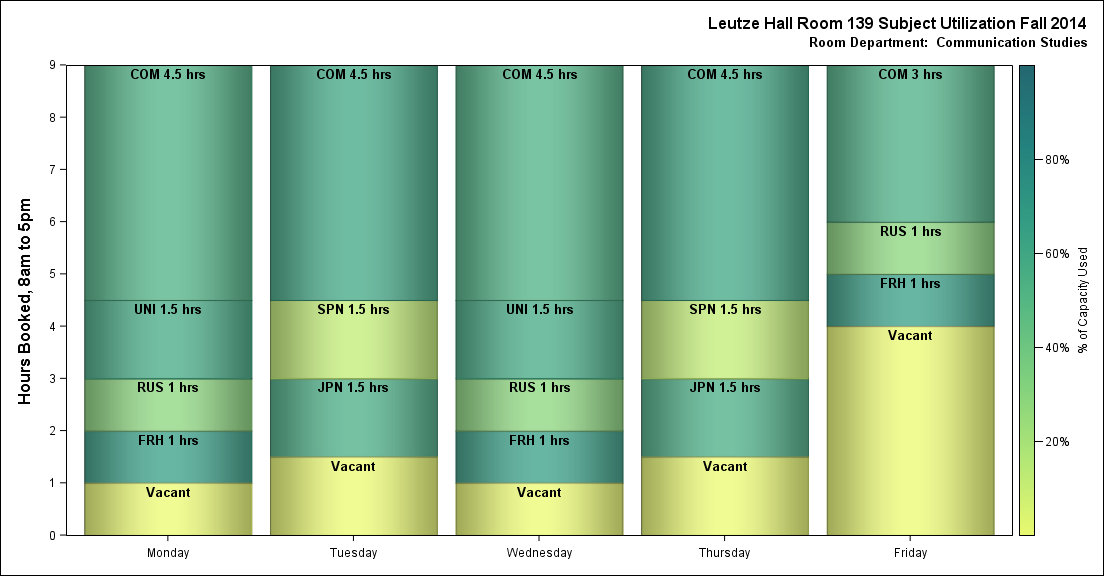 Leutze Hall Room 139 Subject Utilization Fall 2014
Room Department:  Communication Studies
Hours Booked, 8am to 5pm
9
8
7
6
5
4
3
2
1
0
COM 4.5 hrs
UNI 1.5 hrs
RUS 1 hrs
FRH 1 hrs
Vacant
Monday
COM 4.5 hrs
SPN 1.5 hrs
JPN 1.5 hrs
Vacant
Tuesday
COM 4.5 hrs
UNI 1.5 hrs
RUS 1 hrs
FRH 1 hrs
Vacant
Wednesday
COM 4.5 hrs
SPN 1.5 hrs
JPN 1.5 hrs
Vacant
Thursday
COM 3 hrs
RUS 1 hrs
FRH 1 hrs
Vacant
Friday
80%
60%
40%
20%
% of Capacity Used